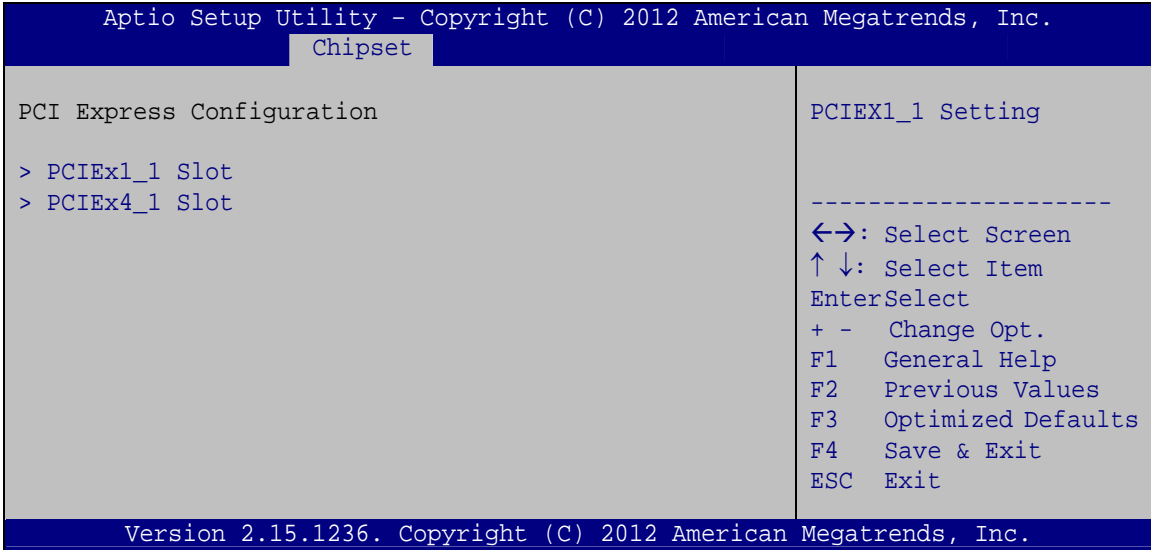 Aptio Setup Utility – Copyright (C) 2012 American Megatrends, Inc.
Chipset
PCI Express Configuration
> PCIEx1_1 Slot
> PCIEx4_1 Slot
PCIEX1_1 Setting
---------------------
←→: Select Screen
↑ ↓: Select Item
EnterSelect
+ - Change Opt.
F1 General Help
F2 Previous Values
F3 Optimized Defaults
F4 Save & Exit
ESC Exit
Version 2.15.1236. Copyright (C) 2012 American Megatrends, Inc.